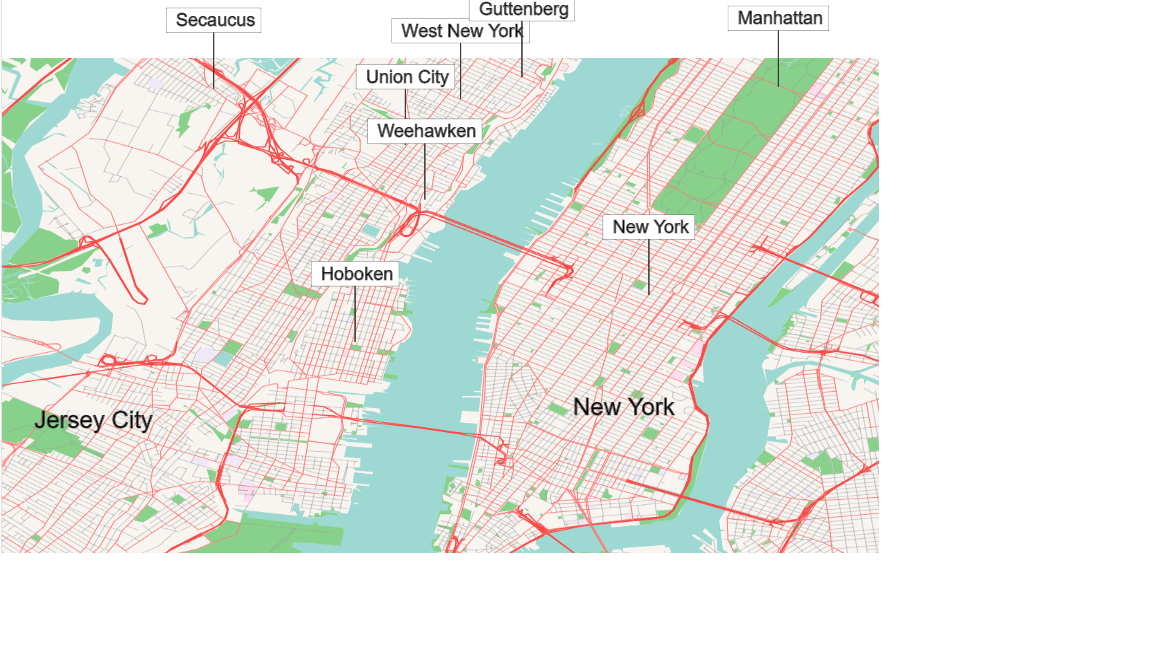 Guttenberg
Secaucus
Manhattan
West New York
Union City
Weehawken
New York
Hoboken
New York
Jersey City